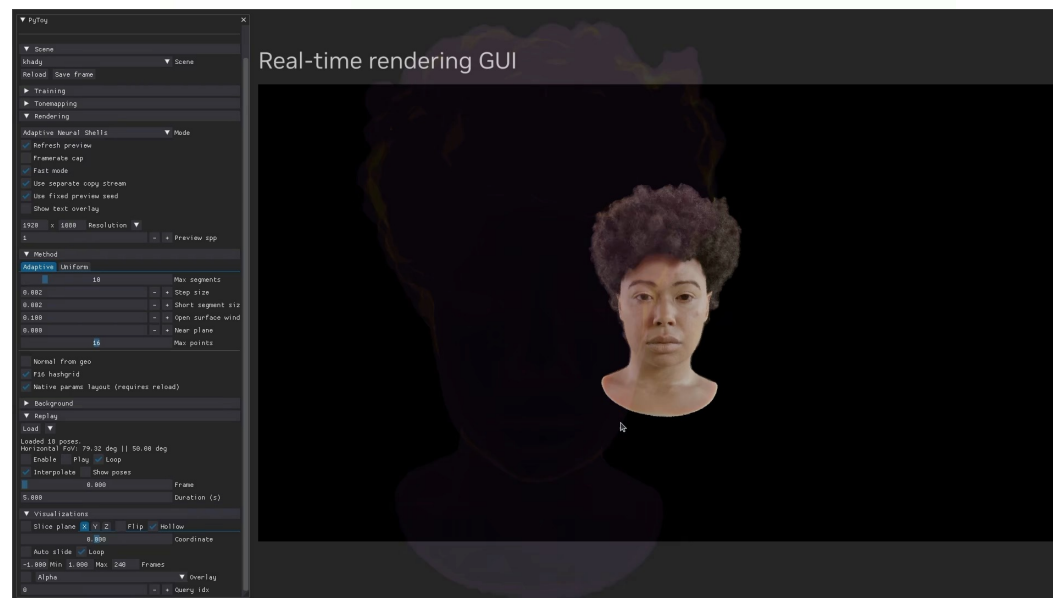 PyToy
Real-time rendering GUI
Scene
khady Scene
Reload Save frame
Training
Tonemapping
Rendering
Adaptive Neural Shells Mode
Refresh preview
Framerate cap
Fast mode
Use separate copy stream
Use fixed preview seed
Show text overlay
1920 x 1080 Resolution
1 - + Preview spp
Method
Adaptive Uniform
10 Max segments
0.002 - + Step size
0.002 - + Short segment siz
0.100 - + Open surface wind
0.000 - + Near plane
16 Max points
Normal from geo
F16 hashgrid
Native params layout (requires reload)
Background
Replay
Load
Loaded 10 poses.
Horizontal FoV: 79.32 deg || 50.00 deg
Enable Play Loop
Interpolate Show poses
0.000 Frame
5.000 Duration (s)
Visualizations
Slice plane X Y Z Flip Hollow
0.000 Coordinate
Auto slide Loop
-1.000 Min 1.000 Max 240 Frames
Alpha Overlay
0 - + Query idx